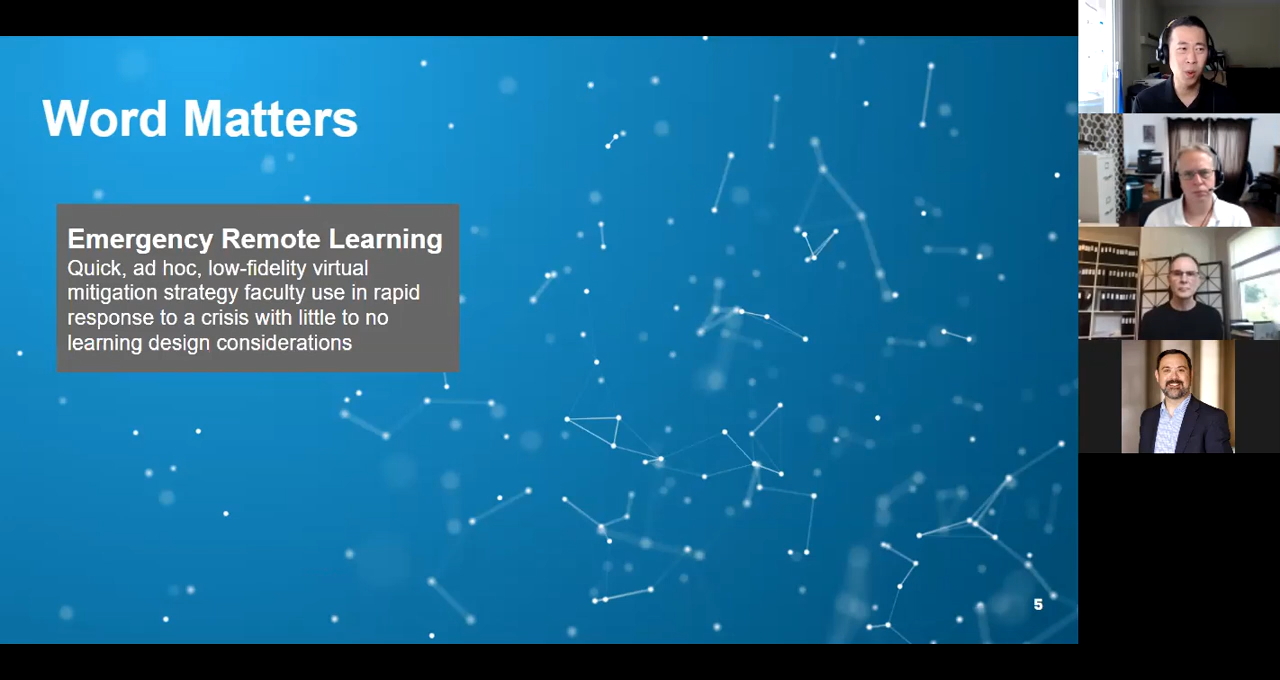 Word Matters
Emergency Remote Learning
Quick, ad hoc, low-fidelity virtual
mitigation strategy faculty use in rapid
response to a crisis with little to no
learning design considerations
5